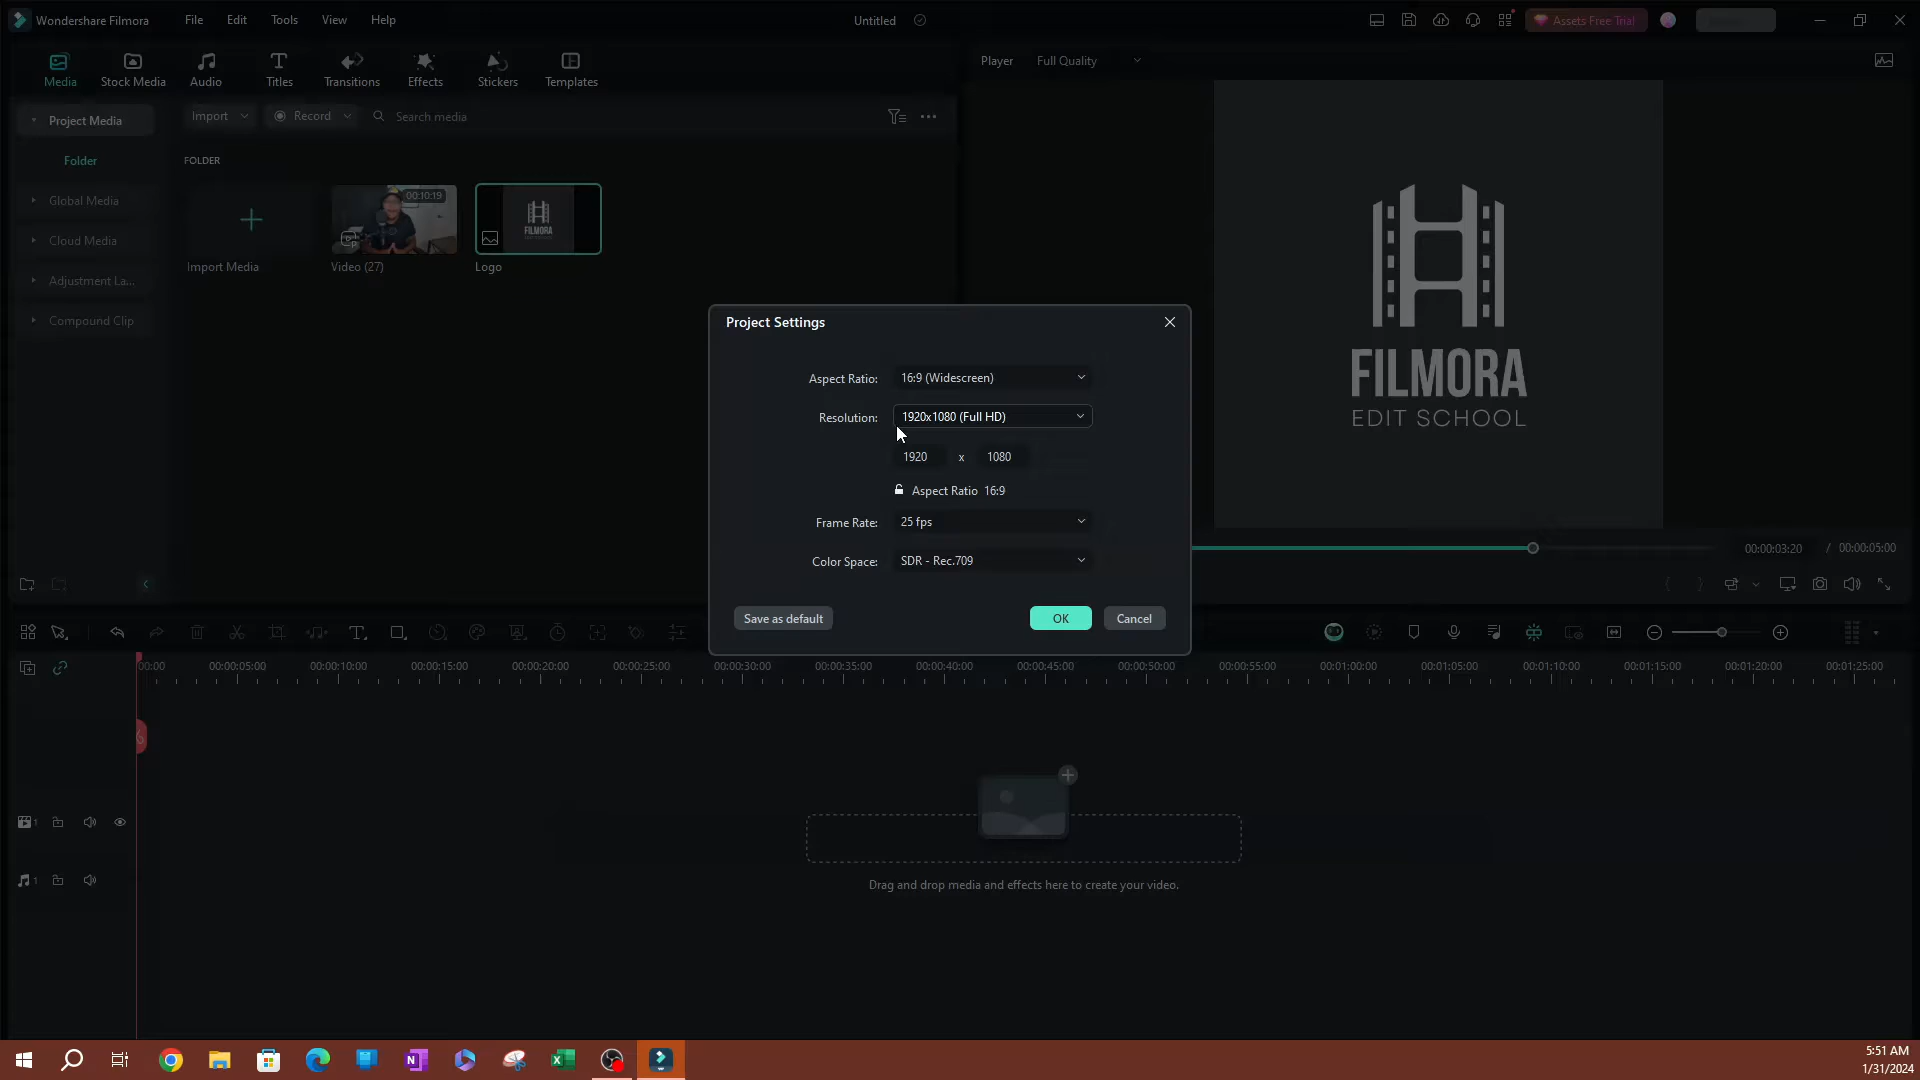 Wondershare Filmora
File
Edit
Tools
View
Help
Untitled
Assets Free Trial
Media
Stock Media
Audio
Titles
Transitions
Effects
Stickers
Templates
Player
Full Quality
Project Media
Import
Record
Search media
Folder
FOLDER
Global Media
Cloud Media
Adjustment La...
Compound Clip
00:10:19
FILMORA
EDIT SCHOOL
Import Media
Video (27)
Logo
Project Settings
Aspect Ratio:
16:9 (Widescreen)
Resolution:
1920x1080 (Full HD)
1920
x
1080
Aspect Ratio 16:9
Frame Rate:
25 fps
Color Space:
SDR - Rec.709
Save as default
OK
Cancel
FILMORA
EDIT SCHOOL
00:00:03:20 / 00:00:05:00
00:00
00:00:05:00
00:00:10:00
00:00:15:00
00:00:20:00
00:00:25:00
00:00:30:00
00:00:35:00
00:00:40:00
00:00:45:00
00:00:50:00
00:00:55:00
00:01:00:00
00:01:05:00
00:01:10:00
00:01:15:00
00:01:20:00
00:01:25:00
1
1
Drag and drop media and effects here to create your video.
5:51 AM
1/31/2024